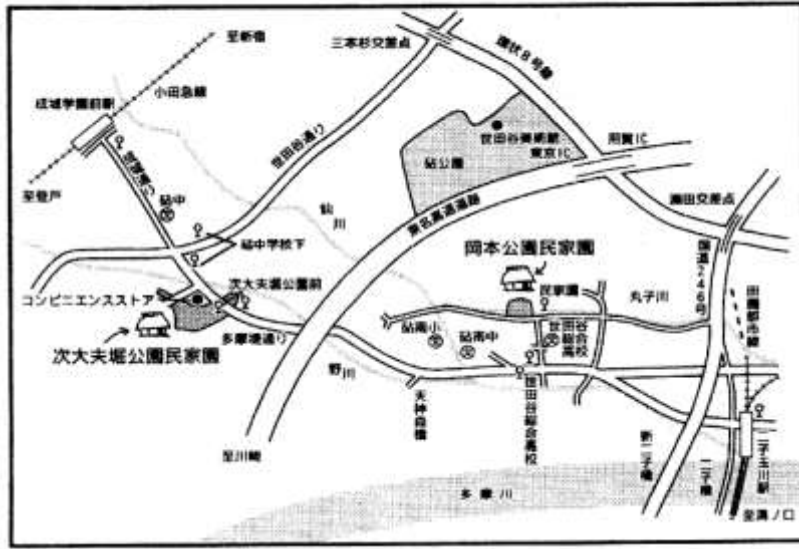 至新宿
三本杉交差点
環状8号線
成城学園前駅
小田急線
世田谷通り
世田谷美術館
東京IC
用賀IC
砧公園
至登戸
砧中
仙川
東名高速道路
瀬田交差点
砧中学校下
岡本公園民家園
国道246号
田園都市線
次大夫堀公園前
民家園
丸子川
コンビニエンスストア
砧南小
砧南中
世田谷総合高校
次大夫堀公園民家園
多摩堤通り
野川
天神森橋
世田谷総合高校
至川崎
新二子橋
二子橋
二子玉川駅
多摩川
至溝ノ口